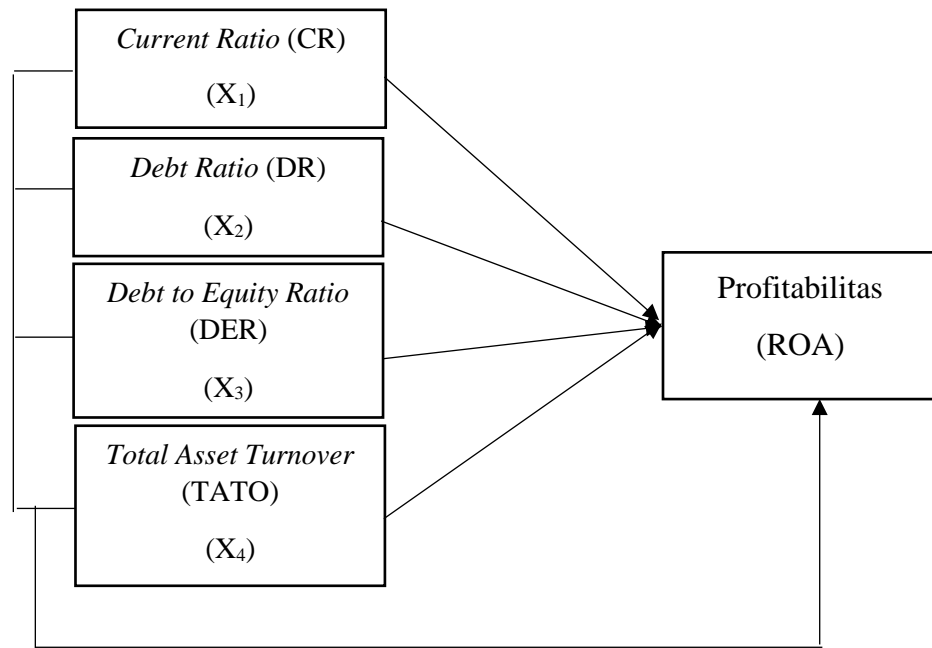 Current Ratio (CR)
(X₁)
Debt Ratio (DR)
(X₂)
Debt to Equity Ratio
(DER)
(X₃)
Total Asset Turnover
(TATO)
(X₄)
Profitabilitas
(ROA)